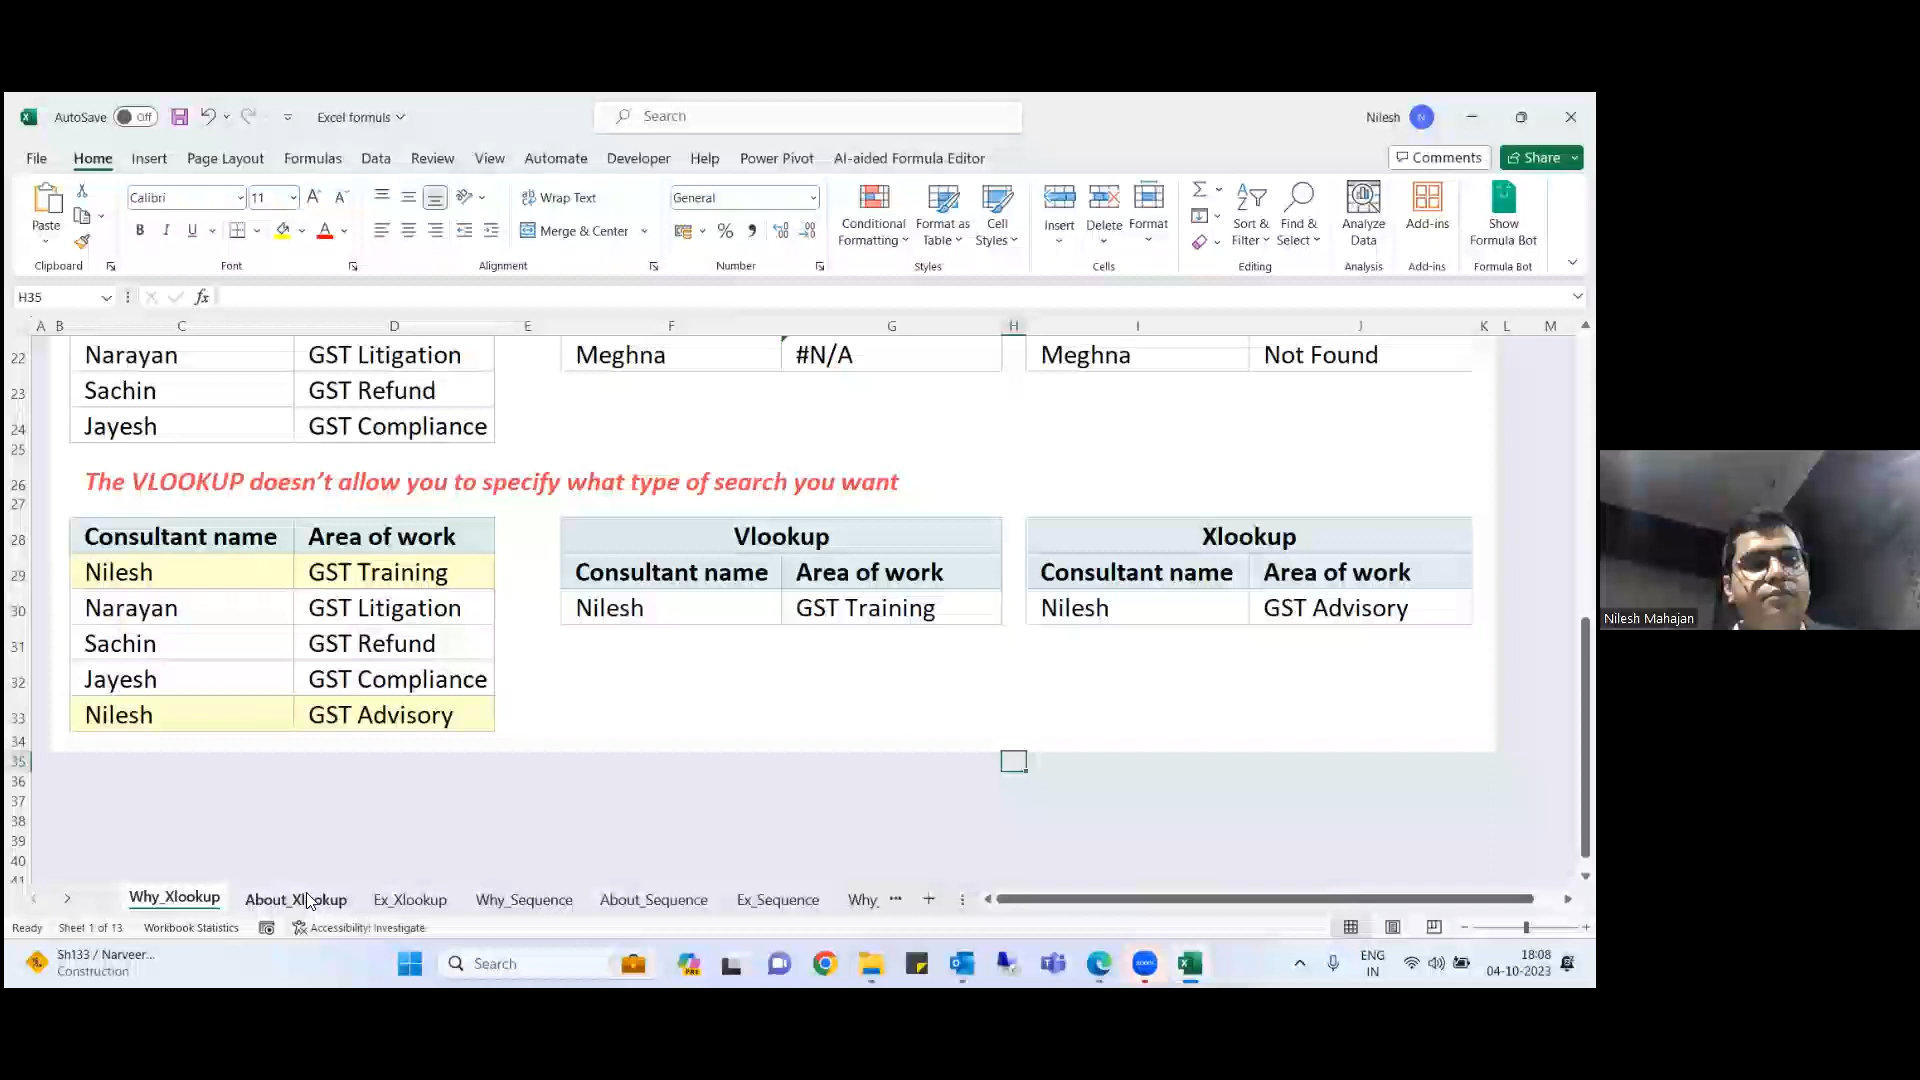 AutoSave Off Excel formuls Search Nilesh N
File Home Insert Page Layout Formulas Data Review View Automate Developer Help Power Pivot AI-aided Formula Editor Comments Share
Calibri 11 Wrap Text General
Paste B I U Merge & Center Conditional Formatting Format as Table Cell Styles Insert Delete Format Sort & Filter Find & Select Analyze Data Add-ins Show Formula Bot
Clipboard Font Alignment Number Styles Cells Editing Analysis Add-ins Formula Bot
H35 fx
A B C D E F G H I J K L M
22 Narayan GST Litigation Meghna #N/A Meghna Not Found
23 Sachin GST Refund
24 Jayesh GST Compliance
25
26 The VLOOKUP doesn’t allow you to specify what type of search you want
27
28 Consultant name Area of work Vlookup Xlookup
29 Nilesh GST Training Consultant name Area of work Consultant name Area of work
30 Narayan GST Litigation Nilesh GST Training Nilesh GST Advisory
31 Sachin GST Refund
32 Jayesh GST Compliance
33 Nilesh GST Advisory
34
35
36
37
38
39
40
41
Why_Xlookup About_Xlookup Ex_Xlookup Why_Sequence About_Sequence Ex_Sequence Why_ ...
Ready Sheet 1 of 13 Workbook Statistics Accessibility: Investigate
Sh133 / Narveer... Search ENG 18:08
Construction IN 04-10-2023
Nilesh Mahajan